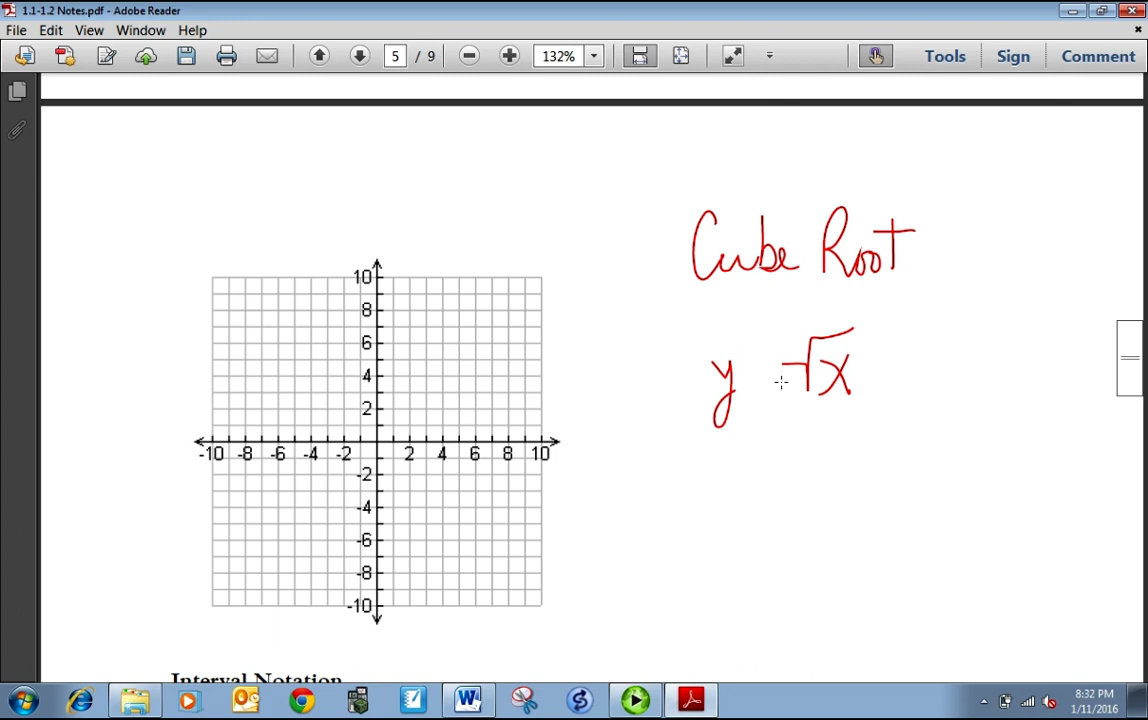 1.1-1.2 Notes.pdf - Adobe Reader
File Edit View Window Help
5 / 9 132% Tools Sign Comment
Cube Root
y √x
10
8
6
4
2
-10 -8 -6 -4 -2 2 4 6 8 10
-2
-4
-6
-8
-10
Interval Notation
8:32 PM
1/11/2016